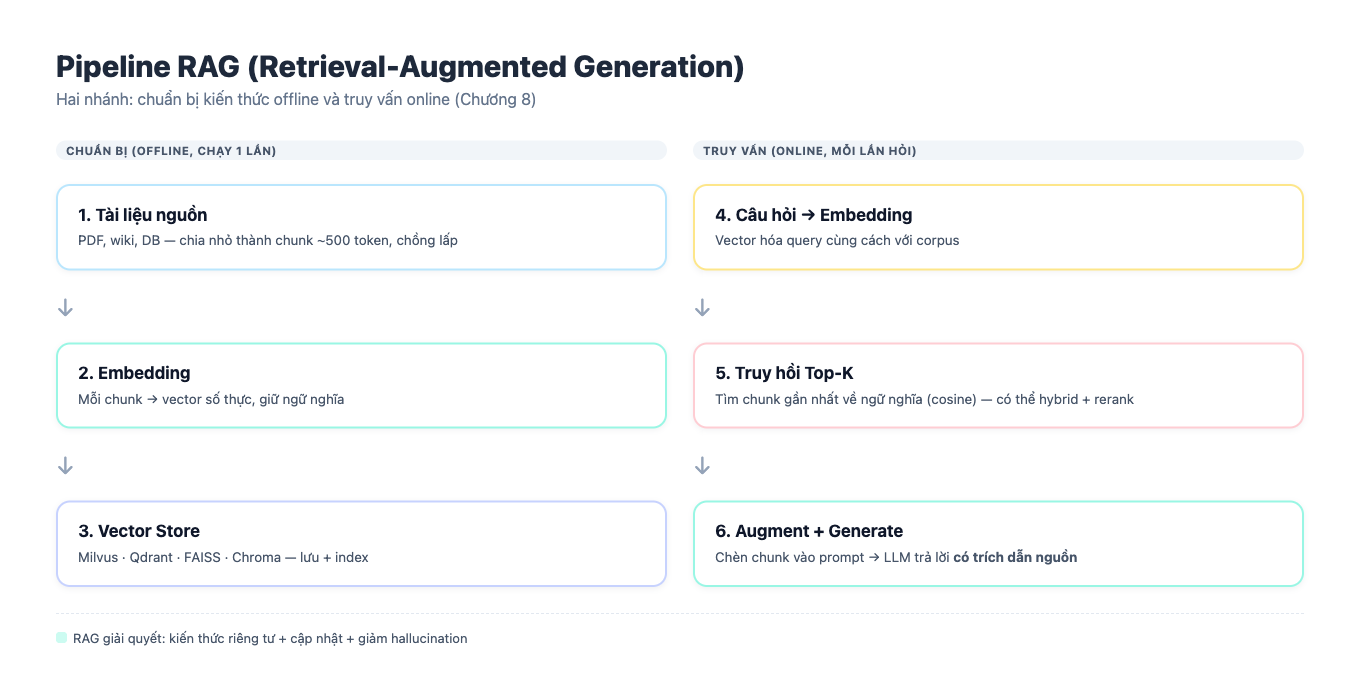 Pipeline RAG (Retrieval-Augmented Generation)
Hai nhánh: chuẩn bị kiến thức offline và truy vấn online (Chương 8)
CHUẨN BỊ (OFFLINE, CHẠY 1 LẦN)
1. Tài liệu nguồn
PDF, wiki, DB — chia nhỏ thành chunk ~500 token, chồng lấp
↓
2. Embedding
Mỗi chunk → vector số thực, giữ ngữ nghĩa
↓
3. Vector Store
Milvus · Qdrant · FAISS · Chroma — lưu + index
TRUY VẤN (ONLINE, MỖI LẦN HỎI)
4. Câu hỏi → Embedding
Vector hóa query cùng cách với corpus
↓
5. Truy hồi Top-K
Tìm chunk gần nhất về ngữ nghĩa (cosine) — có thể hybrid + rerank
↓
6. Augment + Generate
Chèn chunk vào prompt → LLM trả lời có trích dẫn nguồn
RAG giải quyết: kiến thức riêng tư + cập nhật + giảm hallucination